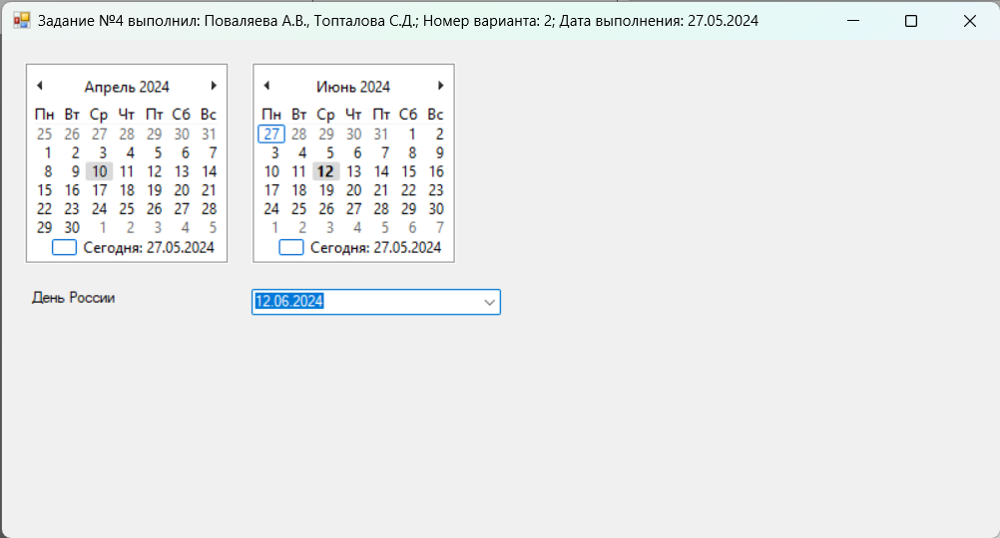 Задание №4 выполнил: Поваляева А.В., Топталова С.Д.; Номер варианта: 2; Дата выполнения: 27.05.2024
Апрель 2024
Пн Вт Ср Чт Пт Сб Вс
25 26 27 28 29 30 31
1 2 3 4 5 6 7
8 9 10 11 12 13 14
15 16 17 18 19 20 21
22 23 24 25 26 27 28
29 30 1 2 3 4 5
Сегодня: 27.05.2024
Июнь 2024
Пн Вт Ср Чт Пт Сб Вс
27 28 29 30 31 1 2
3 4 5 6 7 8 9
10 11 12 13 14 15 16
17 18 19 20 21 22 23
24 25 26 27 28 29 30
1 2 3 4 5 6 7
Сегодня: 27.05.2024
День России
12.06.2024